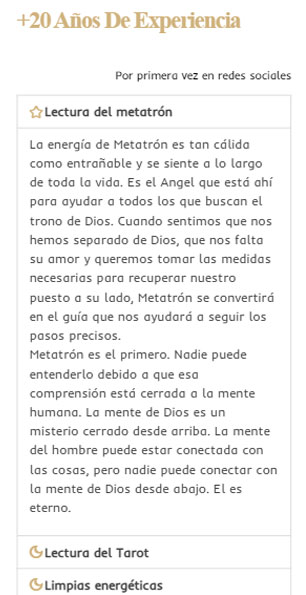 +20 Años De Experiencia
Por primera vez en redes sociales
Lectura del metatrón
La energía de Metatrón es tan cálida
como entrañable y se siente a lo largo
de toda la vida. Es el Angel que está ahí
para ayudar a todos los que buscan el
trono de Dios. Cuando sentimos que nos
hemos separado de Dios, que nos falta
su amor y queremos tomar las medidas
necesarias para recuperar nuestro
puesto a su lado, Metatrón se convertirá
en el guía que nos ayudará a seguir los
pasos precisos.
Metatrón es el primero. Nadie puede
entenderlo debido a que esa
comprensión está cerrada a la mente
humana. La mente de Dios es un
misterio cerrado desde arriba. La mente
del hombre puede estar conectada con
las cosas, pero nadie puede conectar con
la mente de Dios desde abajo. El es
eterno.
Lectura del Tarot
Limpias energéticas